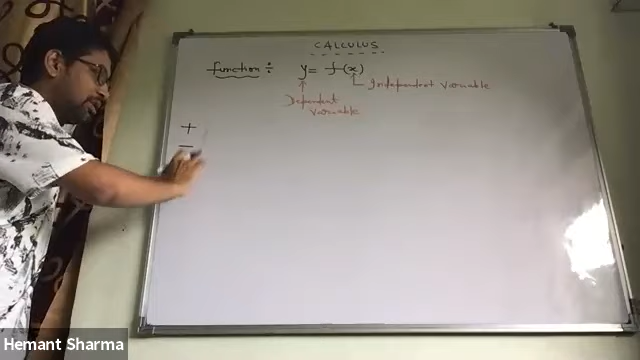 CALCULUS
function ÷ y = f(x)
Independent variable
Dependent
variable
+
−
Hemant Sharma